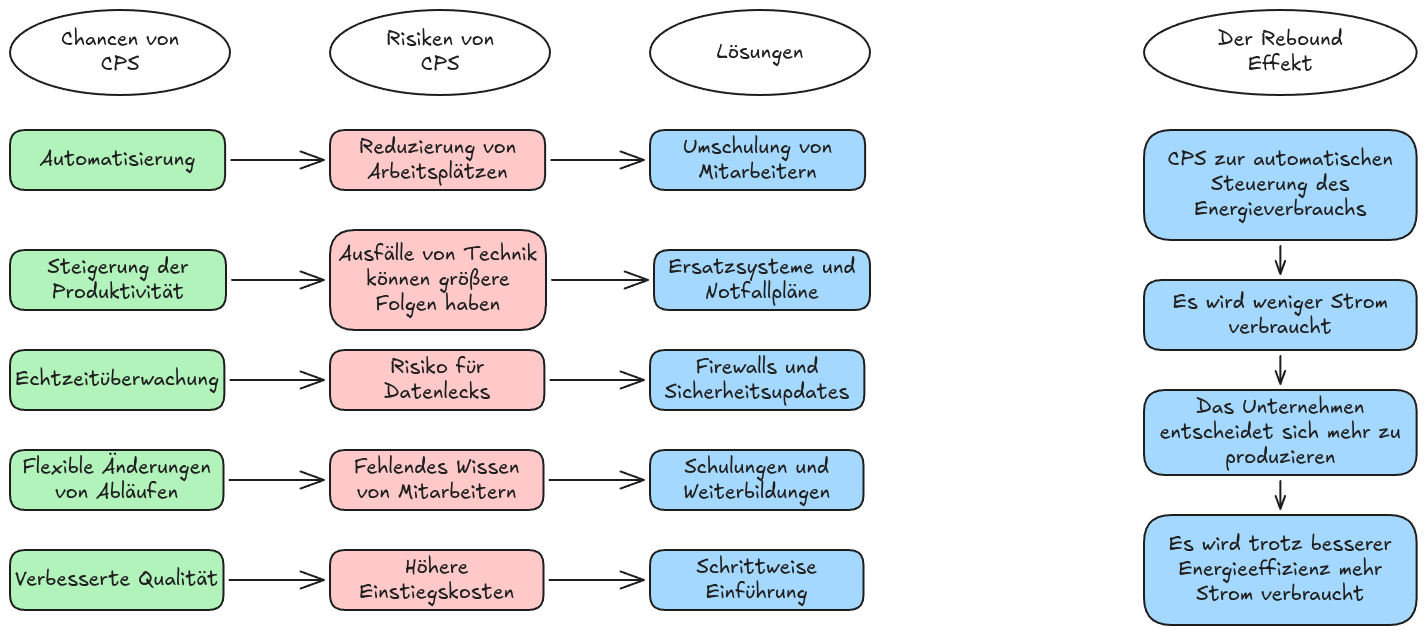 Chancen von
CPS
Risiken von
CPS
Lösungen
Der Rebound
Effekt
Automatisierung
Reduzierung von
Arbeitsplätzen
Umschulung von
Mitarbeitern
Steigerung der
Produktivität
Ausfälle von Technik
können größere
Folgen haben
Ersatzsysteme und
Notfallpläne
Echtzeitüberwachung
Risiko für
Datenlecks
Firewalls und
Sicherheitsupdates
Flexible Änderungen
von Abläufen
Fehlendes Wissen
von Mitarbeitern
Schulungen und
Weiterbildungen
Verbesserte Qualität
Höhere
Einstiegskosten
Schrittweise
Einführung
CPS zur automatischen
Steuerung des
Energieverbrauchs
Es wird weniger Strom
verbraucht
Das Unternehmen
entscheidet sich mehr zu
produzieren
Es wird trotz besserer
Energieeffizienz mehr
Strom verbraucht